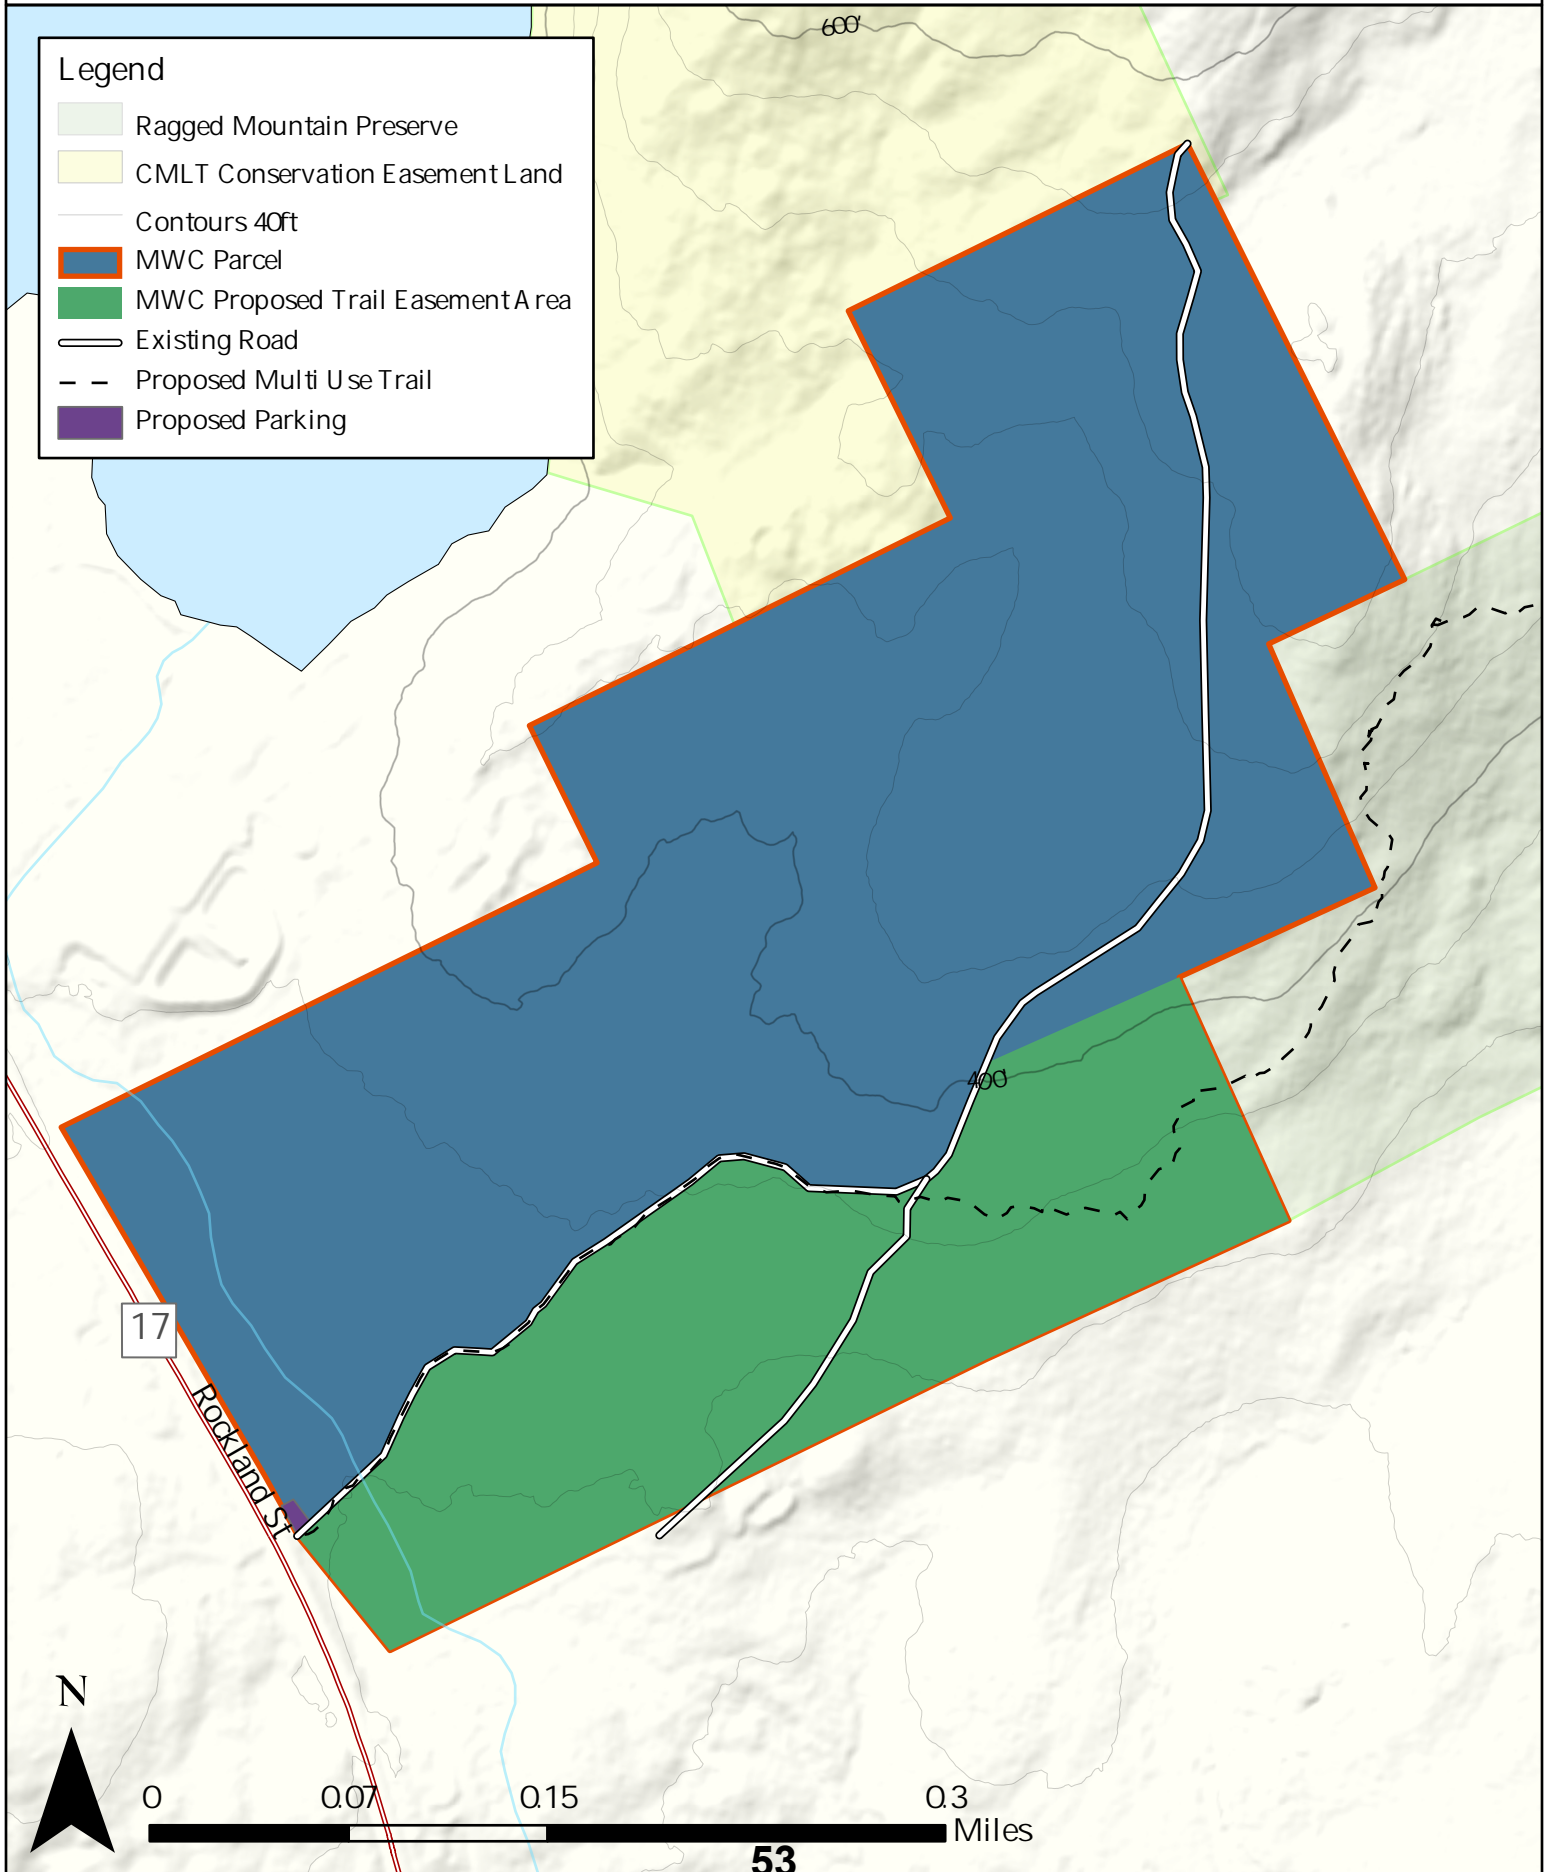 600'
Legend
Ragged Mountain Preserve
CMLT Conservation Easement Land
Contours 40ft
MWC Parcel
MWC Proposed Trail Easement Area
Existing Road
Proposed Multi Use Trail
Proposed Parking
400'
17
Rockland St
N
0 0.07 0.15 0.3
Miles
53